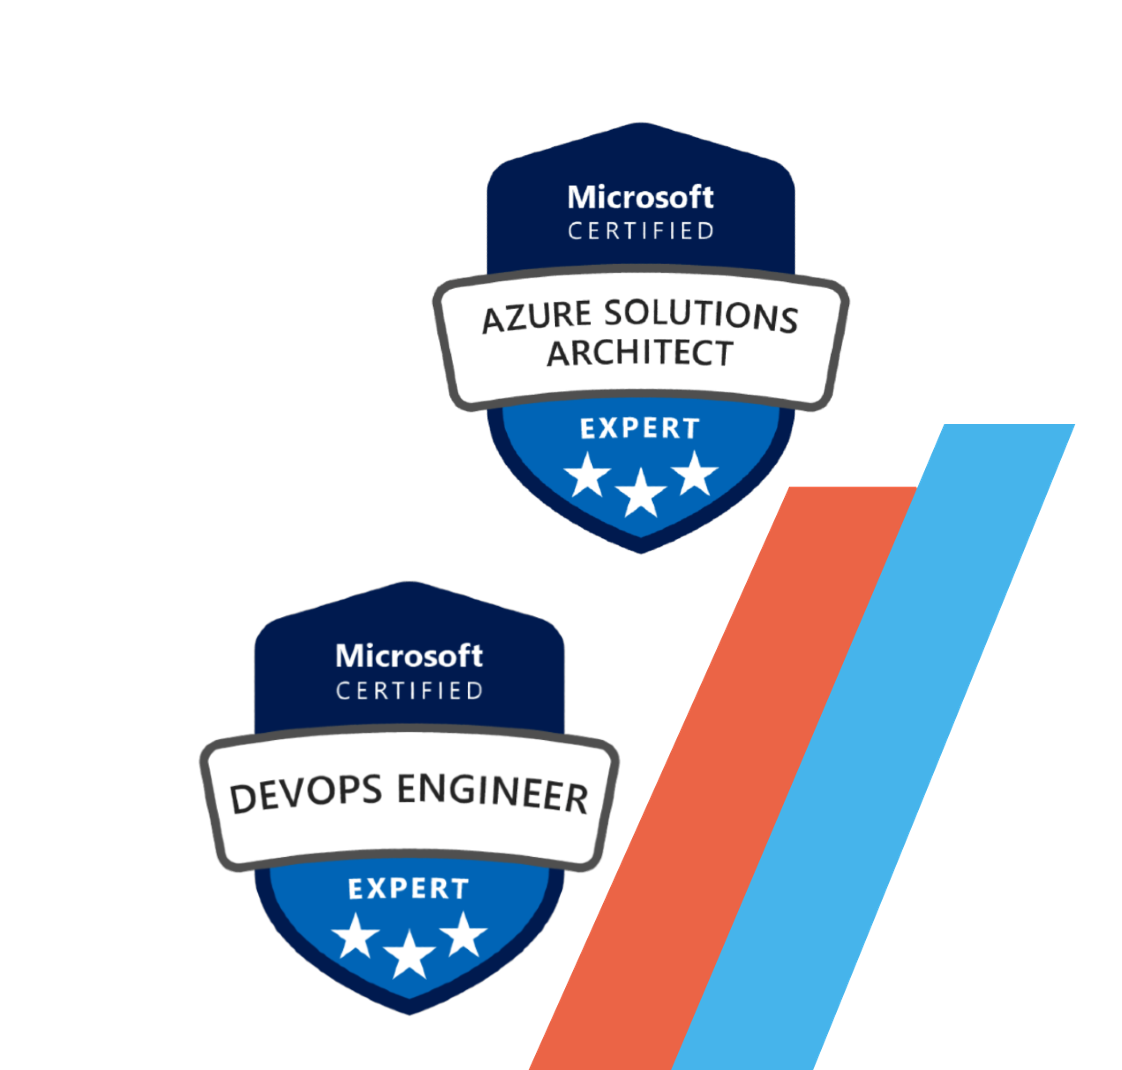 Microsoft
CERTIFIED
AZURE SOLUTIONS
ARCHITECT
EXPERT
Microsoft
CERTIFIED
DEVOPS ENGINEER
EXPERT